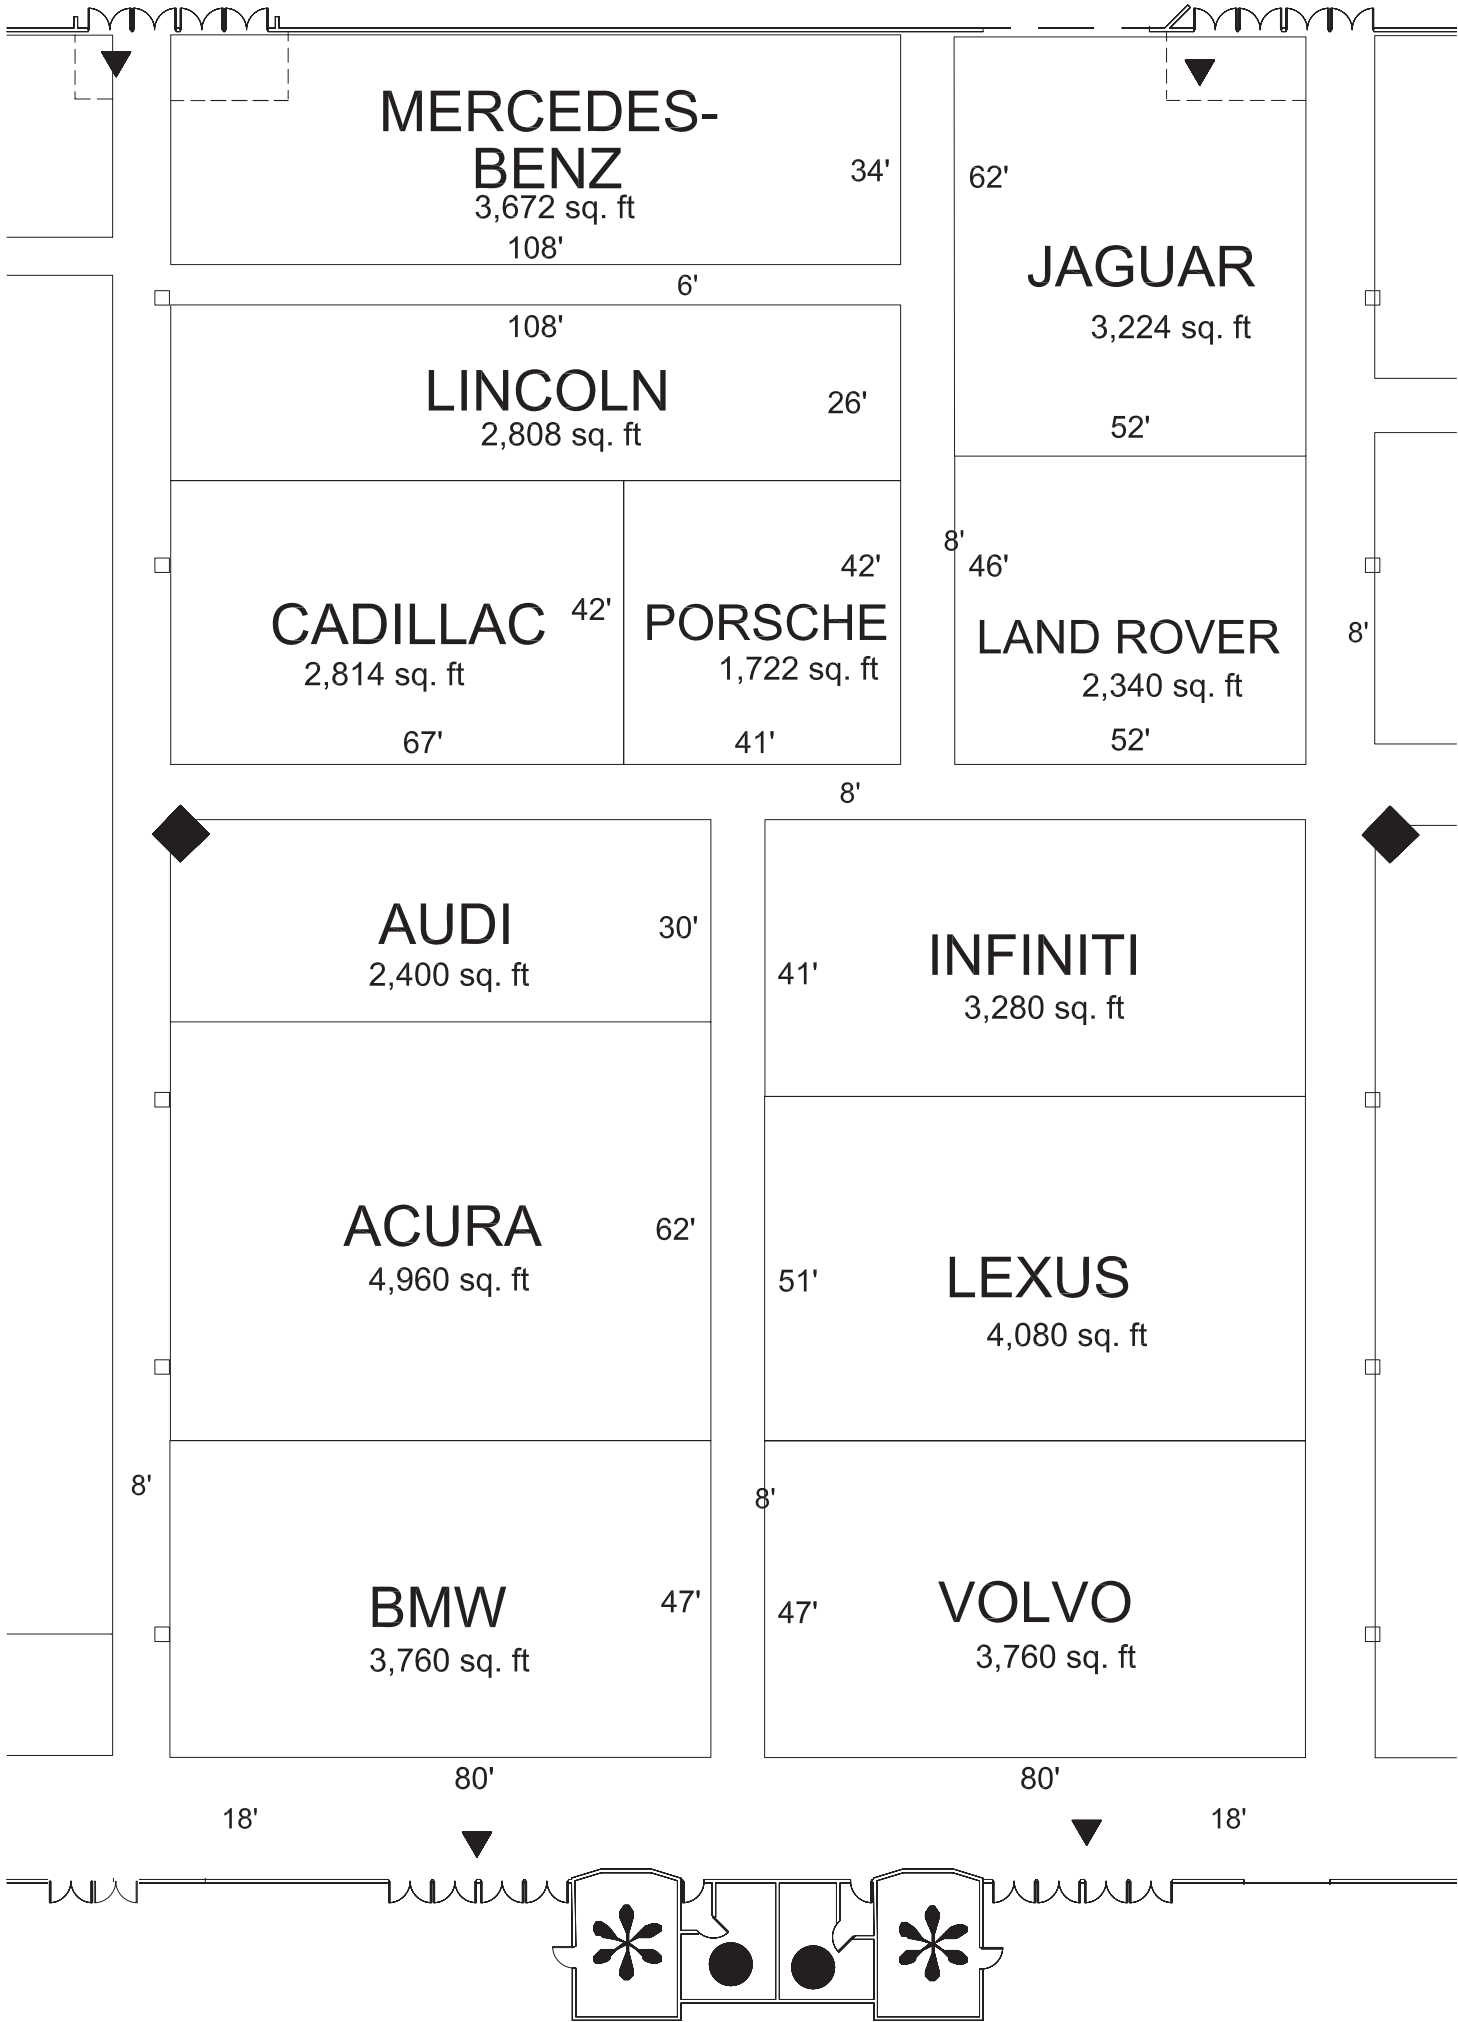 MERCEDES-
BENZ
3,672 sq. ft
108'
34'
62'
JAGUAR
3,224 sq. ft
52'
6'
108'
LINCOLN
2,808 sq. ft
26'
CADILLAC
2,814 sq. ft
42'
67'
42'
PORSCHE
1,722 sq. ft
41'
8'
46'
LAND ROVER
2,340 sq. ft
52'
8'
8'
AUDI
2,400 sq. ft
30'
41'
INFINITI
3,280 sq. ft
ACURA
4,960 sq. ft
62'
51'
LEXUS
4,080 sq. ft
8'
BMW
3,760 sq. ft
47'
8'
47'
VOLVO
3,760 sq. ft
80'
80'
18'
18'